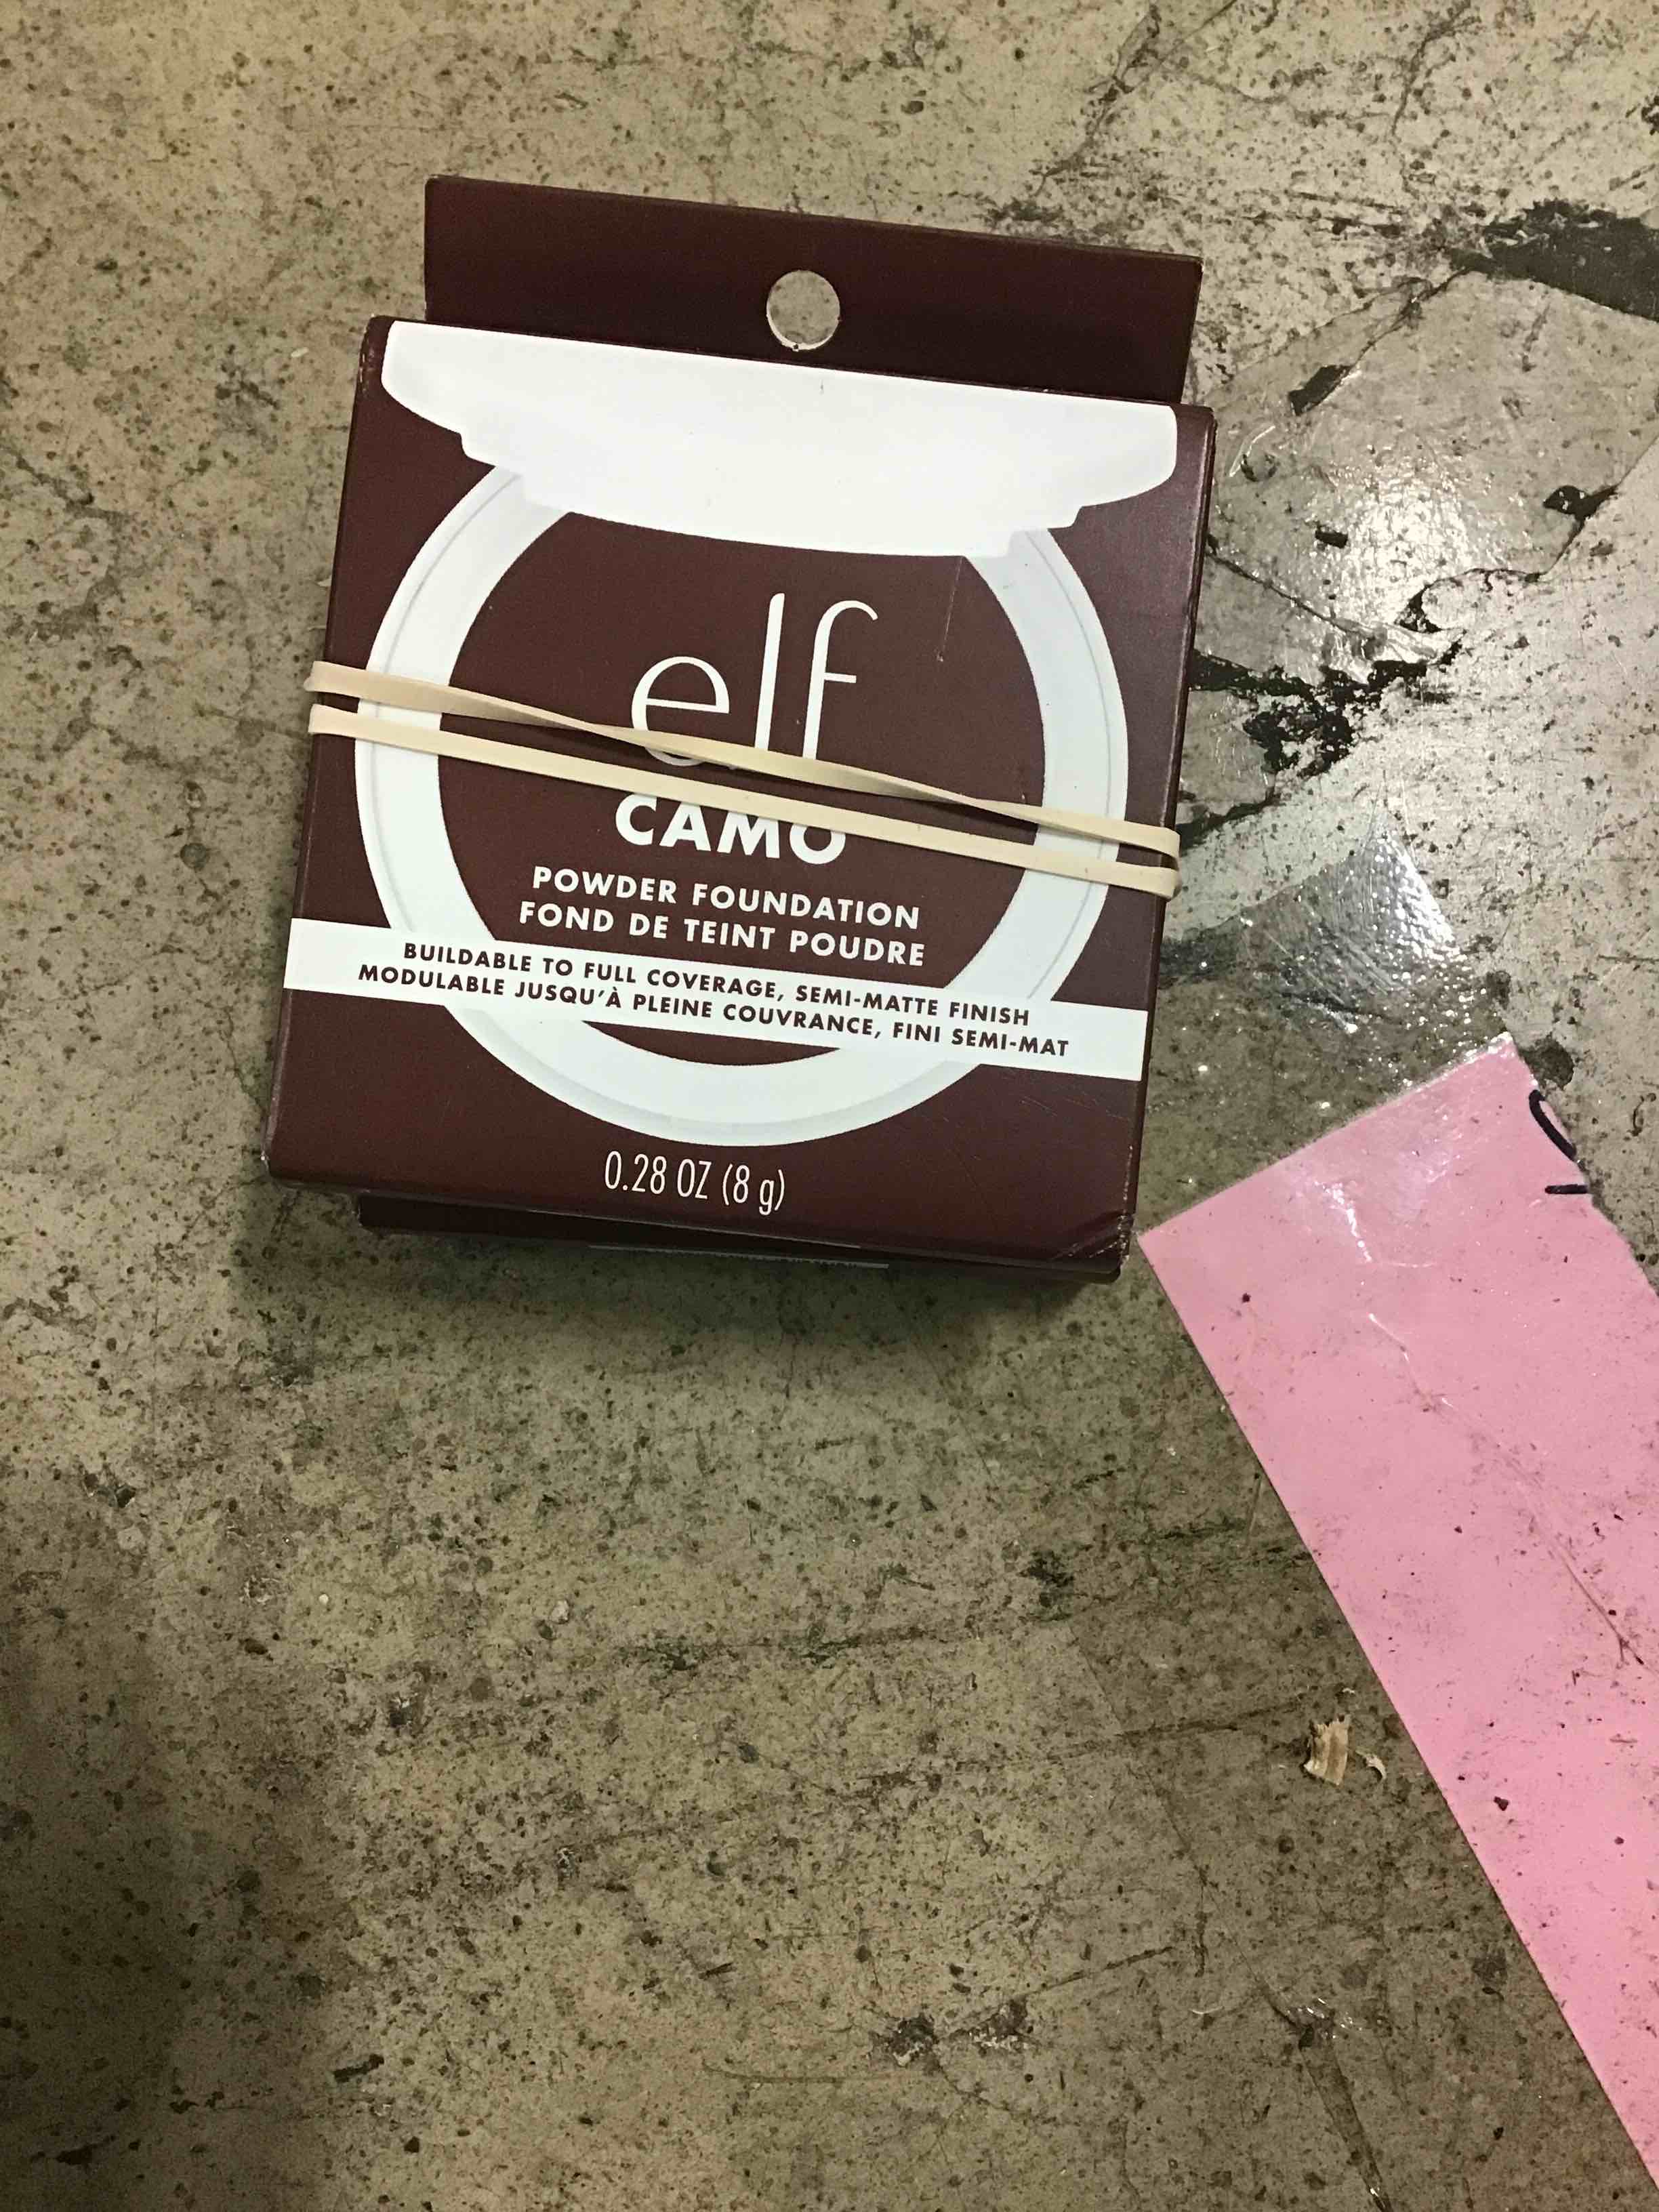 elf
CAMO
POWDER FOUNDATION
FOND DE TEINT POUDRE
BUILDABLE TO FULL COVERAGE, SEMI-MATTE FINISH
MODULABLE JUSQU'À PLEINE COUVRANCE, FINI SEMI-MAT
0.28 OZ (8 g)